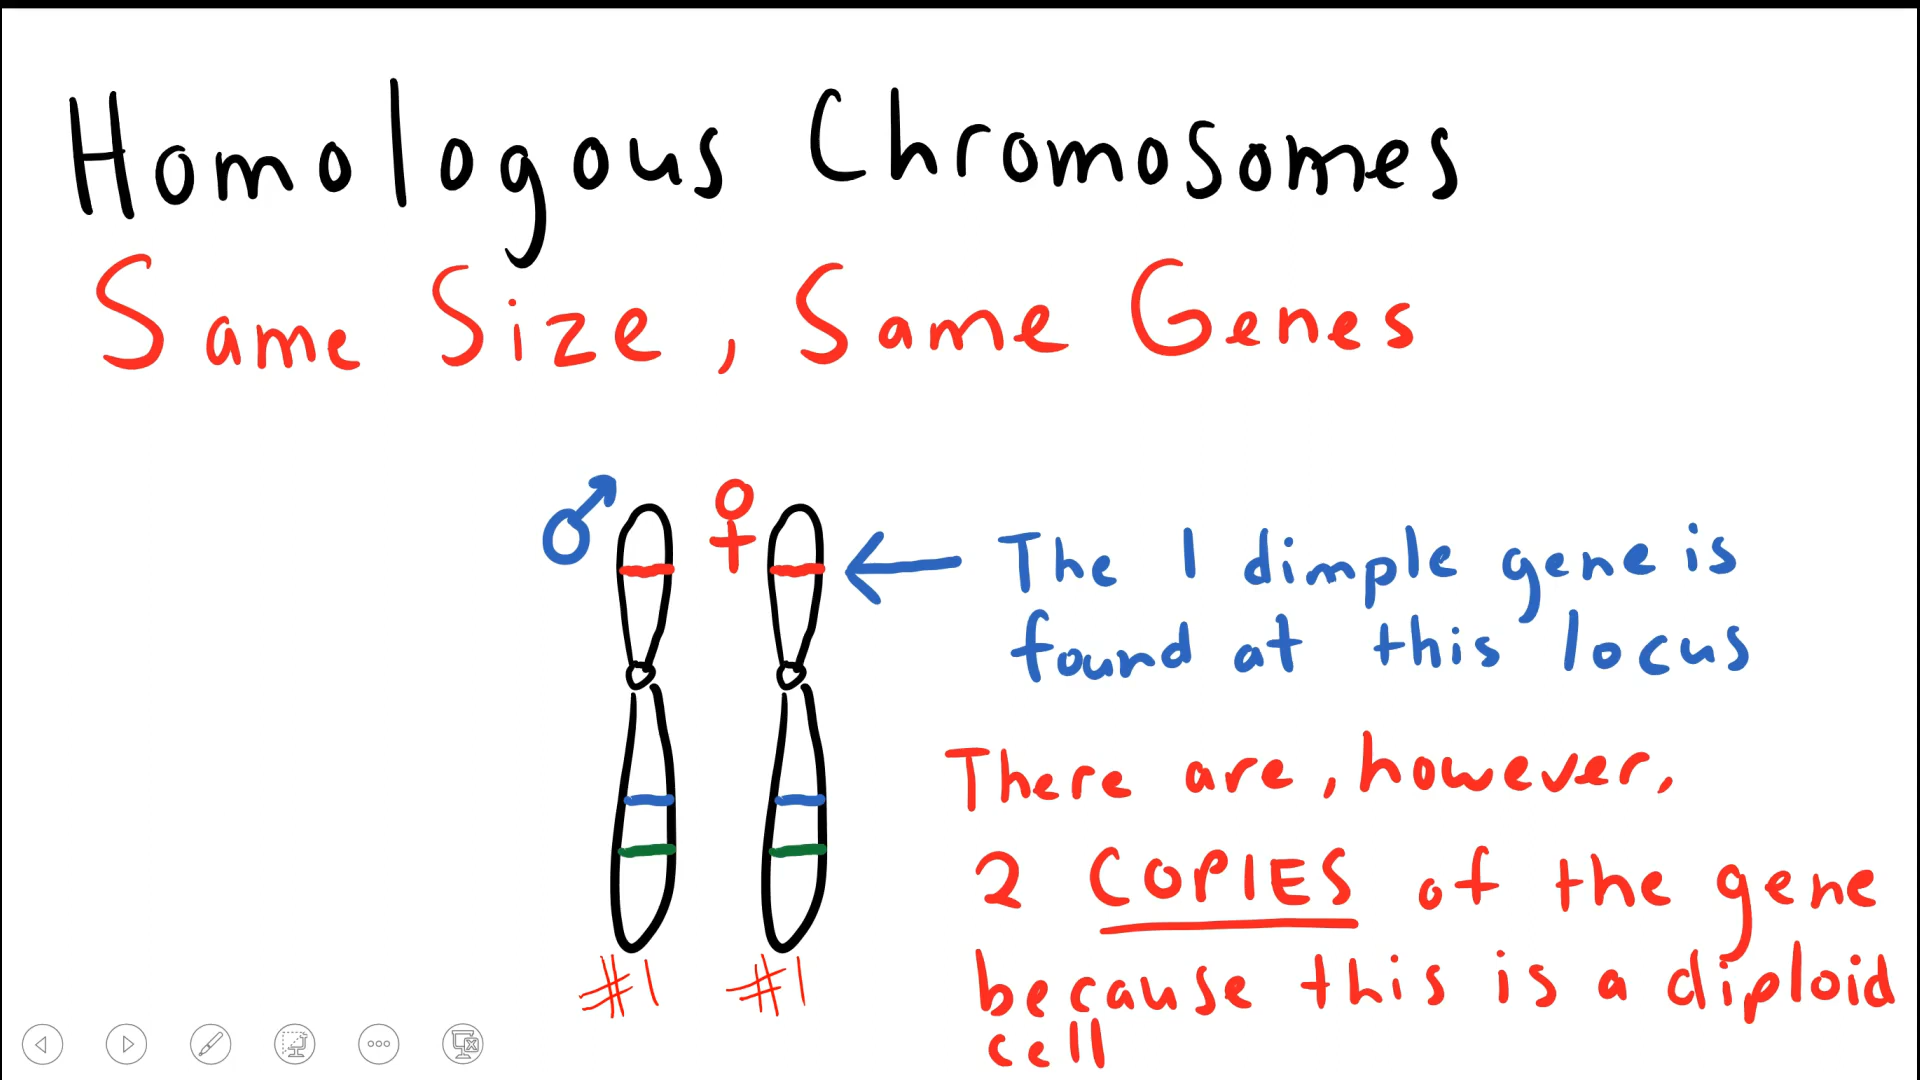 Homologous Chromosomes
Same Size, Same Genes
♂ ♀
The 1 dimple gene is
found at this locus
There are, however,
2 COPIES of the gene
because this is a diploid
cell
#1 #1